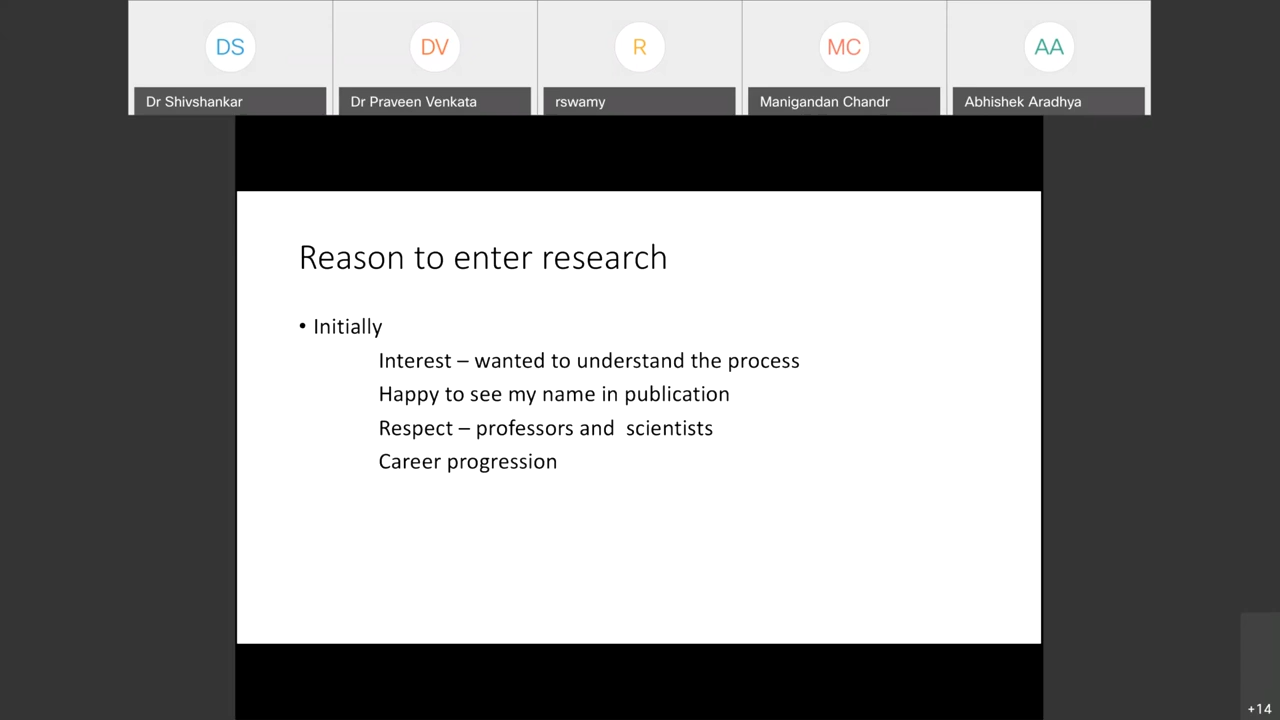 DS
DV
R
MC
AA
Dr Shivshankar
Dr Praveen Venkata
rswamy
Manigandan Chandr
Abhishek Aradhya
Reason to enter research
• Initially
Interest – wanted to understand the process
Happy to see my name in publication
Respect – professors and scientists
Career progression
+14